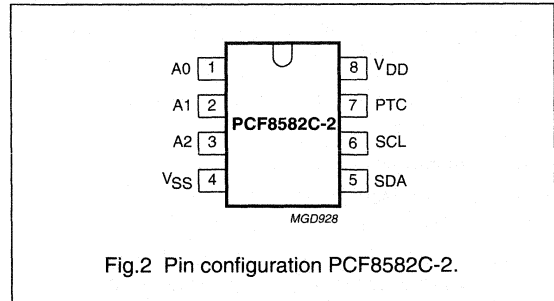 A0 1 8 VDD
A1 2 7 PTC
PCF8582C-2
A2 3 6 SCL
VSS 4 5 SDA
MGD928
Fig.2 Pin configuration PCF8582C-2.